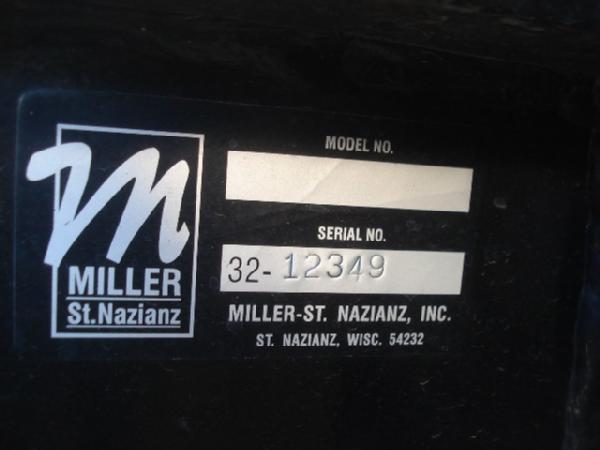 M
MILLER
St.Nazianz
MODEL NO.
SERIAL NO.
32-12349
MILLER-ST. NAZIANZ, INC.
ST. NAZIANZ, WISC. 54232